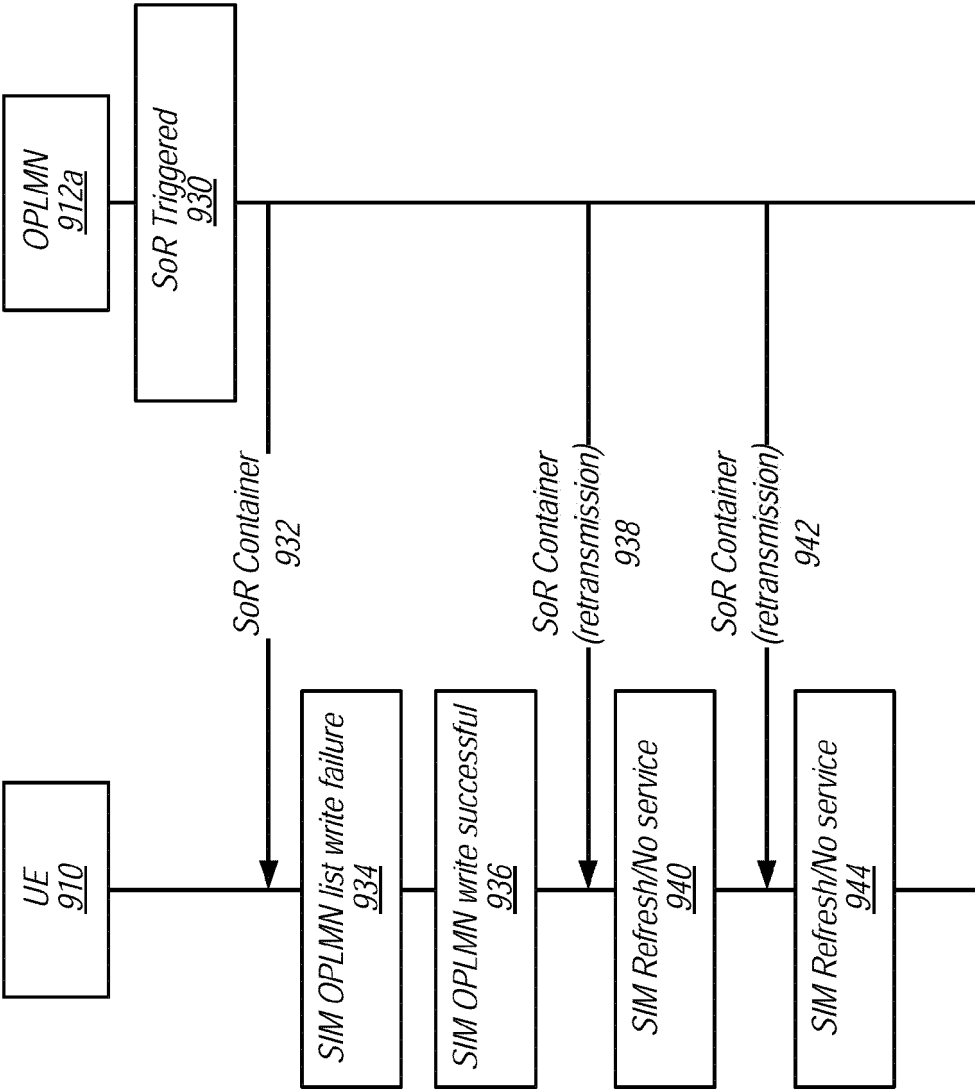 UE
910
OPLMN
912a
SoR Triggered
930
SoR Container
932
SIM OPLMN list write failure
934
SIM OPLMN write successful
936
SoR Container
(retransmission)
938
SIM Refresh/No service
940
SoR Container
(retransmission)
942
SIM Refresh/No service
944